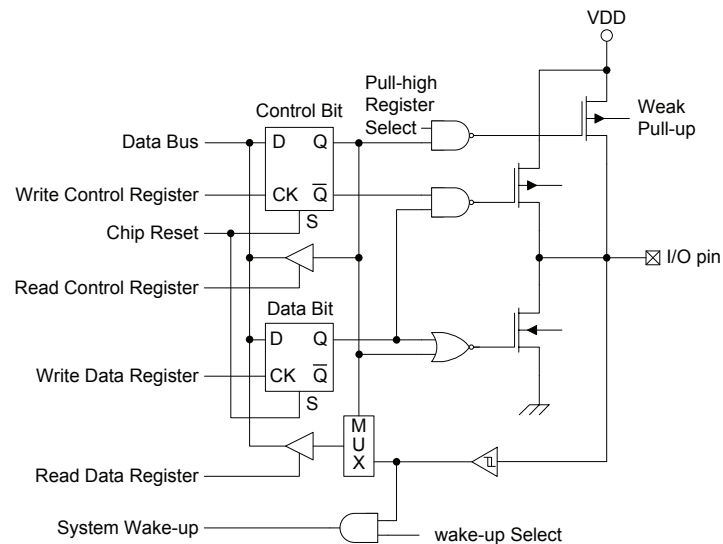 VDD
Pull-high
Register
Select
Control Bit
Weak
Pull-up
Data Bus
D
Q
Write Control Register
CK
Q
S
Chip Reset
I/O pin
Read Control Register
Data Bit
D
Q
Write Data Register
CK
Q
S
M
U
X
Read Data Register
System Wake-up
wake-up Select